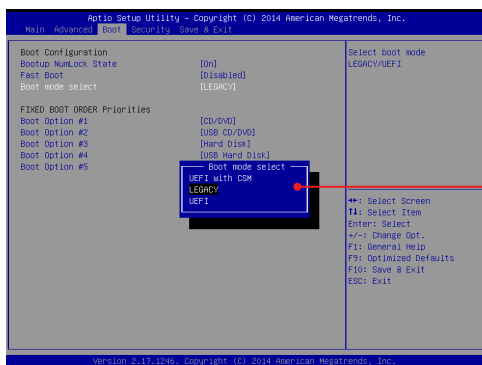 Aptio Setup Utility – Copyright (C) 2014 American Megatrends, Inc.
Main Advanced Boot Security Save & Exit
Boot Configuration
Bootup NumLock State [On]
Fast Boot [Disabled]
Boot mode select [LEGACY]
FIXED BOOT ORDER Priorities
Boot Option #1 [CD/DVD]
Boot Option #2 [USB CD/DVD]
Boot Option #3 [Hard Disk]
Boot Option #4 [USB Hard Disk]
Boot Option #5
Boot mode select
UEFI with CSM
LEGACY
UEFI
Select boot mode
LEGACY/UEFI
→←: Select Screen
↑↓: Select Item
Enter: Select
+/-: Change Opt.
F1: General Help
F9: Optimized Defaults
F10: Save & Exit
ESC: Exit
Version 2.17.1246. Copyright (C) 2014 American Megatrends, Inc.